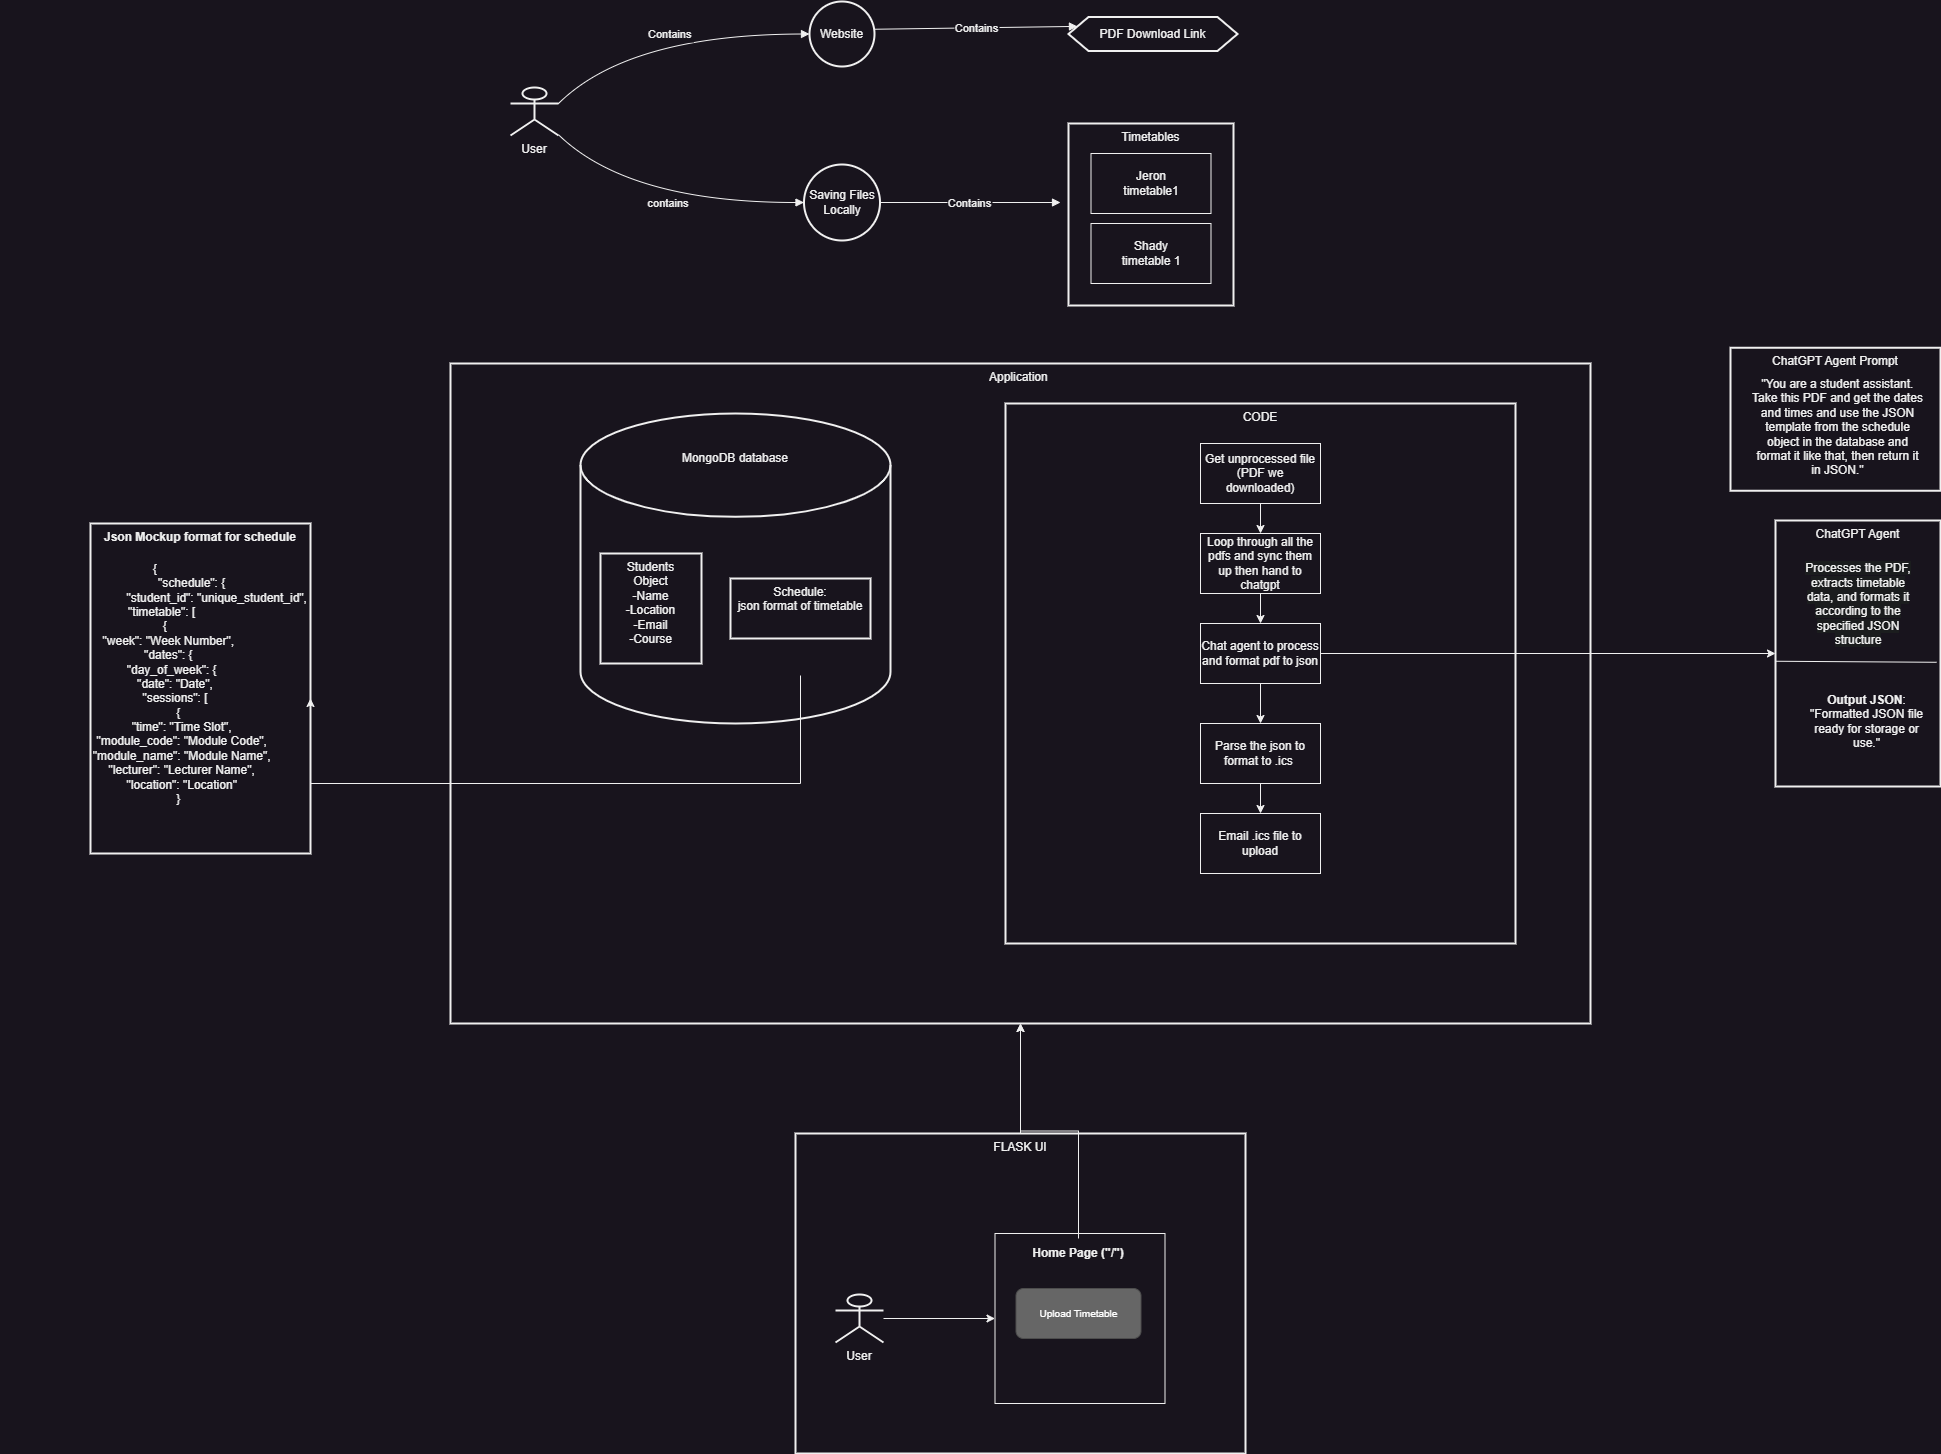 Contains
Website
Contains
PDF Download Link
User
contains
Saving Files
Locally
Contains
Timetables
Jeron
timetable1
Shady
timetable 1
Application
MongoDB database
Students
Object
-Name
-Location
-Email
-Course
Schedule:
json format of timetable
CODE
Get unprocessed file
(PDF we
downloaded)
Loop through all the
pdfs and sync them
up then hand to
chatgpt
Chat agent to process
and format pdf to json
Parse the json to
format to .ics
Email .ics file to
upload
ChatGPT Agent Prompt
"You are a student assistant.
Take this PDF and get the dates
and times and use the JSON
template from the schedule
object in the database and
format it like that, then return it
in JSON."
ChatGPT Agent
Processes the PDF,
extracts timetable
data, and formats it
according to the
specified JSON
structure
Output JSON:
"Formatted JSON file
ready for storage or
use."
Json Mockup format for schedule
{
"schedule": {
"student_id": "unique_student_id",
"timetable": [
{
"week": "Week Number",
"dates": {
"day_of_week": {
"date": "Date",
"sessions": [
{
"time": "Time Slot",
"module_code": "Module Code",
"module_name": "Module Name",
"lecturer": "Lecturer Name",
"location": "Location"
}
FLASK UI
Home Page ("/")
Upload Timetable
User